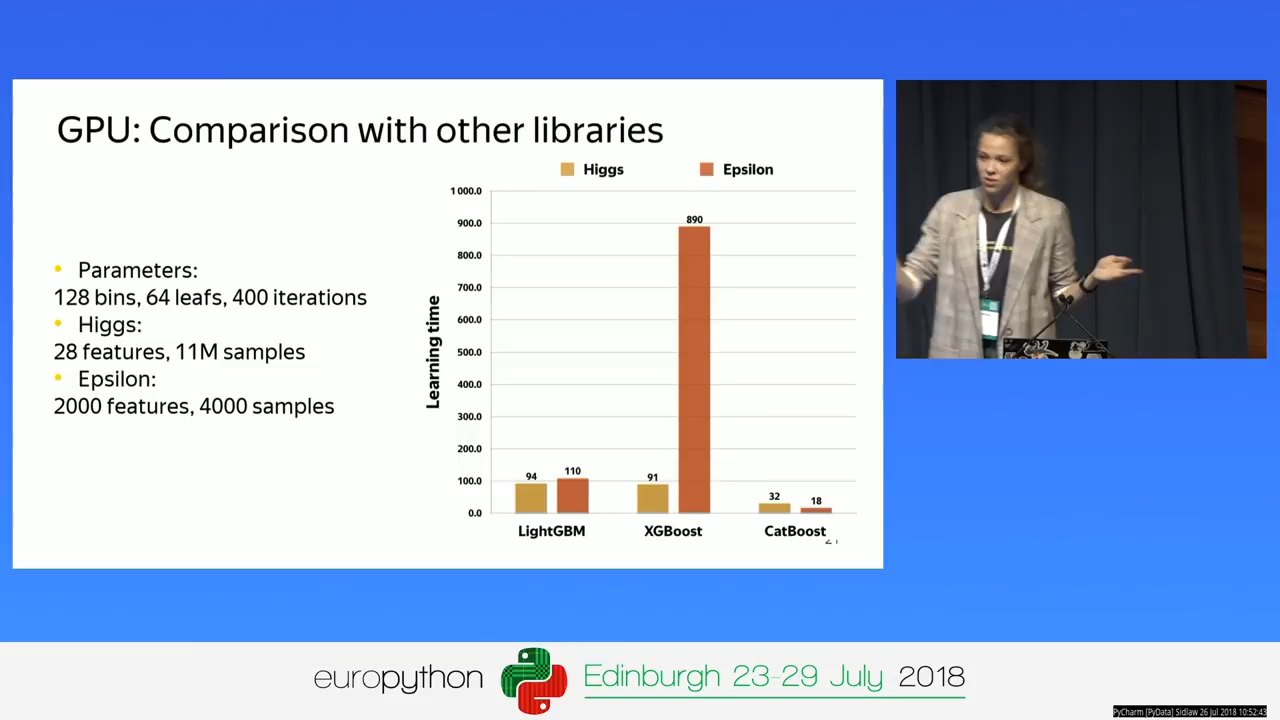 GPU: Comparison with other libraries
Higgs
Epsilon
• Parameters:
128 bins, 64 leafs, 400 iterations
• Higgs:
28 features, 11M samples
• Epsilon:
2000 features, 4000 samples
Learning time
1 000.0
900.0
800.0
700.0
600.0
500.0
400.0
300.0
200.0
100.0
0.0
94
110
91
890
32
18
LightGBM
XGBoost
CatBoost
europython
Edinburgh 23-29 July 2018
PyCharm [PyData] Sidlaw 26 Jul 2018 10:52:43